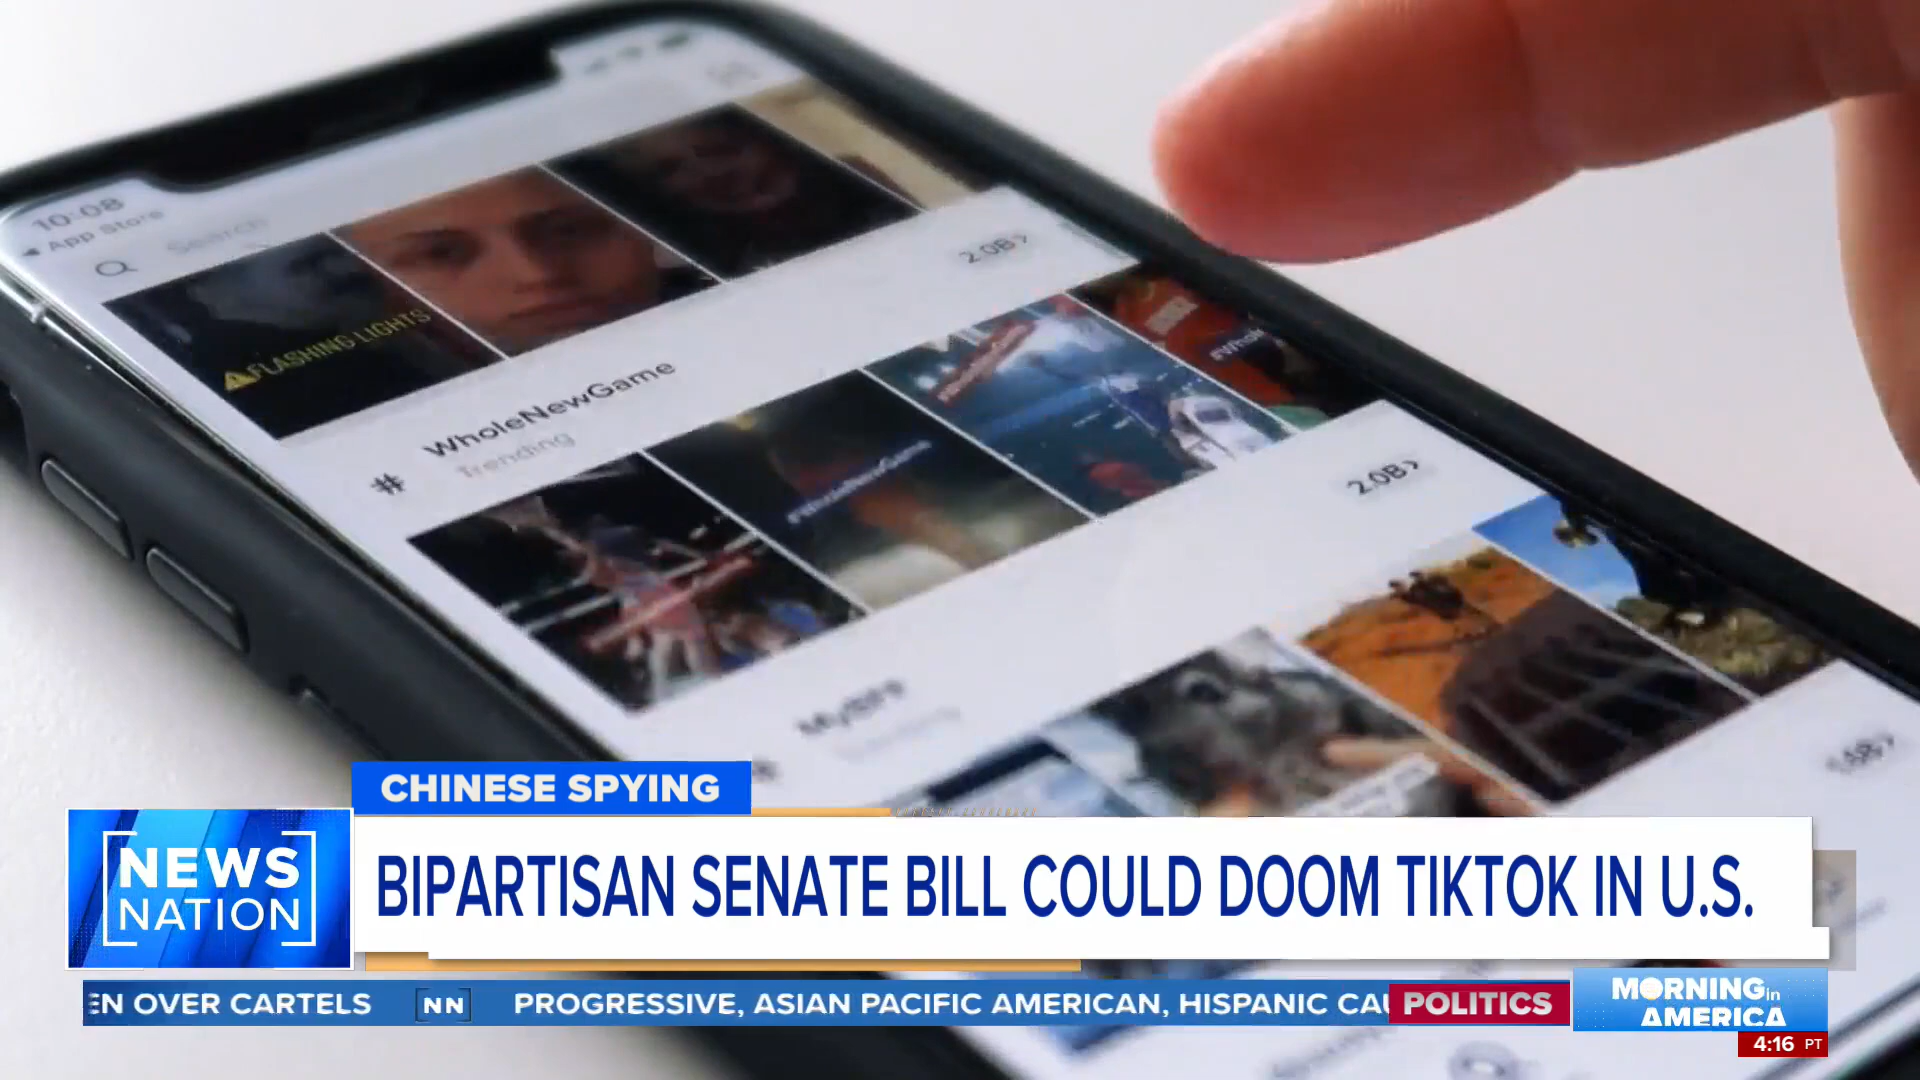 10:08
App Store
Search
FLASHING LIGHTS
2.0B
#
WholeNewGame
Trending
#WholeNewGame
2.0B
CHINESE SPYING
NEWS
NATION
BIPARTISAN SENATE BILL COULD DOOM TIKTOK IN U.S.
EN OVER CARTELS NN PROGRESSIVE, ASIAN PACIFIC AMERICAN, HISPANIC CAU
POLITICS
MORNING in
AMERICA
4:16 PT